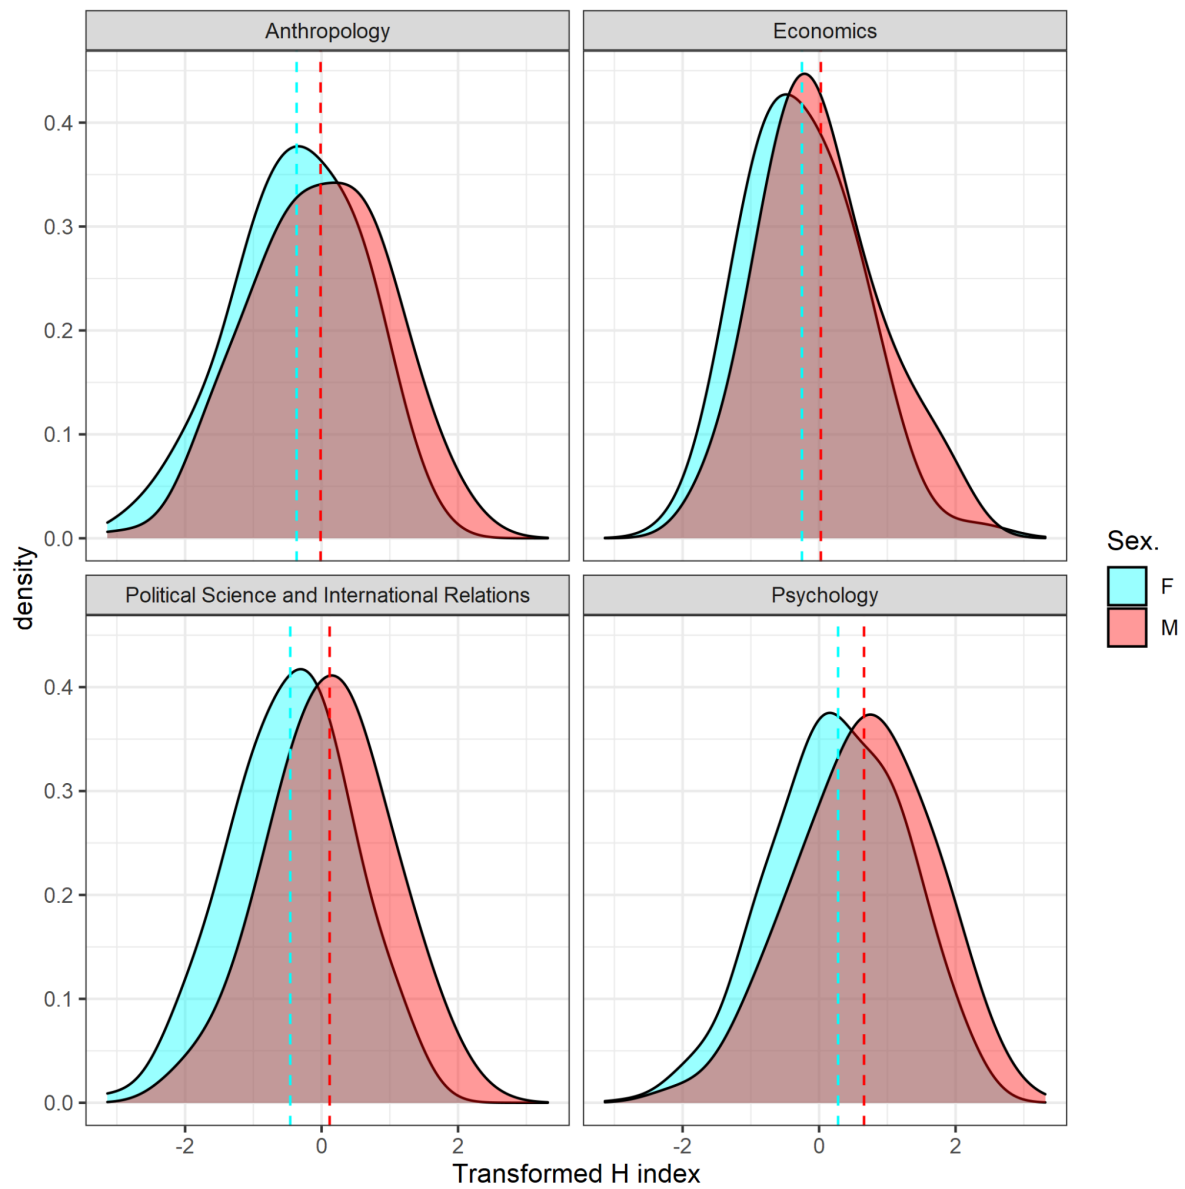 Anthropology
Economics
0.4
0.3
0.2
0.1
0.0
density
Political Science and International Relations
Psychology
0.4
0.3
0.2
0.1
0.0
-2 0 2
-2 0 2
Transformed H index
Sex.
F
M